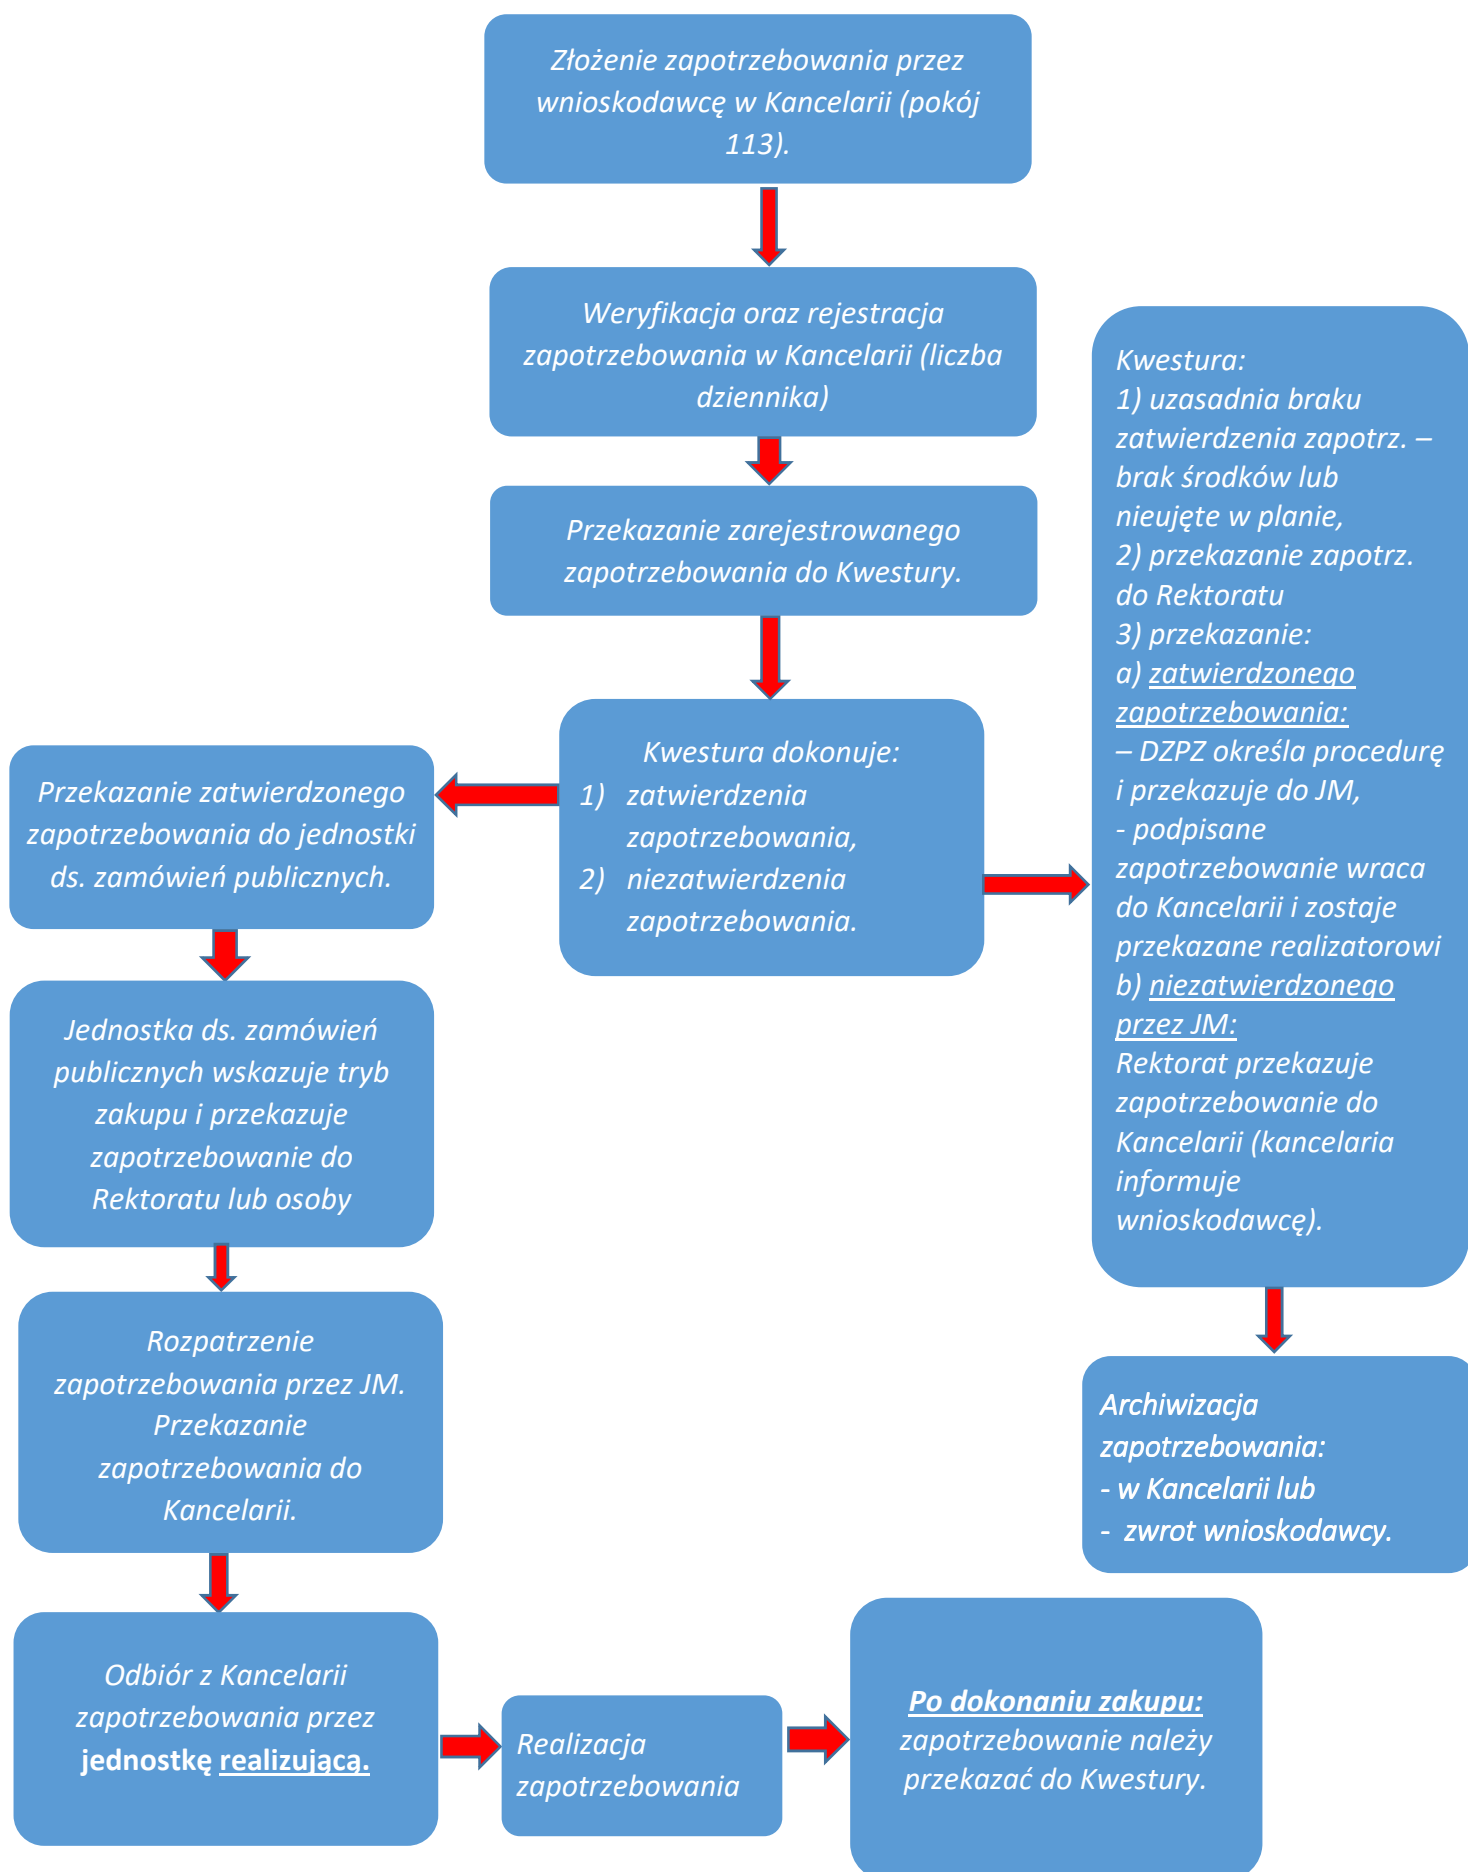 Złożenie zapotrzebowania przez
wnioskodawcę w Kancelarii (pokój
113).
Weryfikacja oraz rejestracja
zapotrzebowania w Kancelarii (liczba
dziennika)
Przekazanie zarejestrowanego
zapotrzebowania do Kwestury.
Kwestura dokonuje:
1) zatwierdzenia
zapotrzebowania,
2) niezatwierdzenia
zapotrzebowania.
Kwestura:
1) uzasadnia braku
zatwierdzenia zapotrz. –
brak środków lub
nieujęte w planie,
2) przekazanie zapotrz.
do Rektoratu
3) przekazanie:
a) zatwierdzonego
zapotrzebowania:
– DZPZ określa procedurę
i przekazuje do JM,
- podpisane
zapotrzebowanie wraca
do Kancelarii i zostaje
przekazane realizatorowi
b) niezatwierdzonego
przez JM:
Rektorat przekazuje
zapotrzebowanie do
Kancelarii (kancelaria
informuje
wnioskodawcę).
Archiwizacja
zapotrzebowania:
- w Kancelarii lub
- zwrot wnioskodawcy.
Przekazanie zatwierdzonego
zapotrzebowania do jednostki
ds. zamówień publicznych.
Jednostka ds. zamówień
publicznych wskazuje tryb
zakupu i przekazuje
zapotrzebowanie do
Rektoratu lub osoby
Rozpatrzenie
zapotrzebowania przez JM.
Przekazanie
zapotrzebowania do
Kancelarii.
Odbiór z Kancelarii
zapotrzebowania przez
jednostkę realizującą.
Realizacja
zapotrzebowania
Po dokonaniu zakupu:
zapotrzebowanie należy
przekazać do Kwestury.